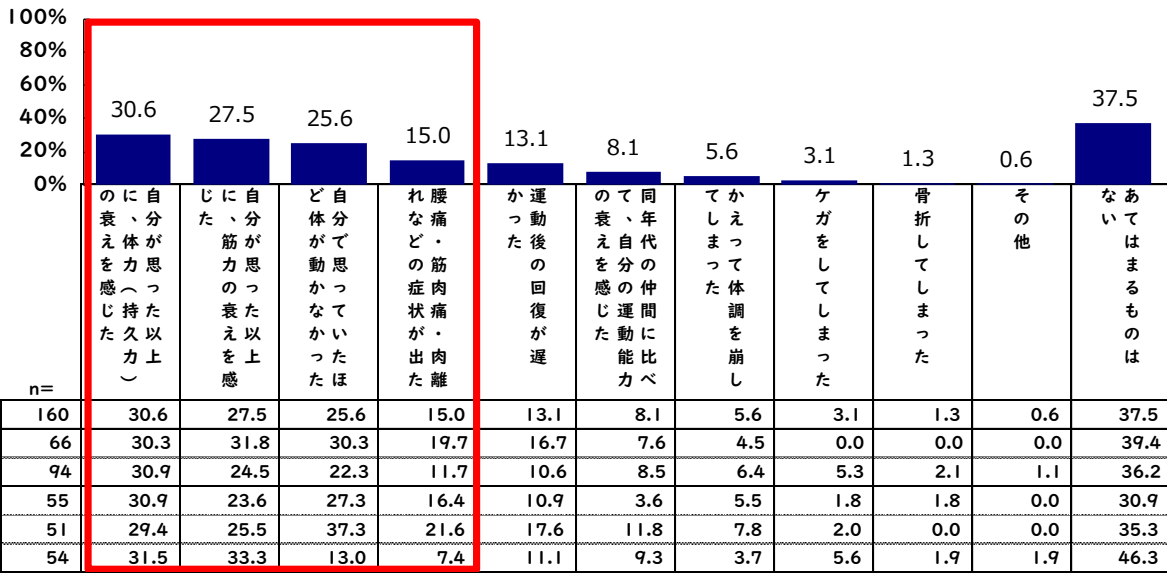 100%
80%
60%
40%
20%
0%
30.6
27.5
25.6
15.0
13.1
8.1
5.6
3.1
1.3
0.6
37.5
自分が思った以上
に、体力（持久力）
の衰えを感じた
自分が思った以上
に、筋力の衰えを感
じた
自分で思っていたほ
ど体が動かなかった
腰痛・筋肉痛・肉離
れなどの症状が出た
運動後の回復が遅
かった
同年代の仲間に比べ
て、自分の運動能力
の衰えを感じた
かえって体調を崩し
てしまった
ケガをしてしまった
骨折してしまった
その他
あてはまるものは
ない
n=
160 30.6 27.5 25.6 15.0 13.1 8.1 5.6 3.1 1.3 0.6 37.5
66 30.3 31.8 30.3 19.7 16.7 7.6 4.5 0.0 0.0 0.0 39.4
94 30.9 24.5 22.3 11.7 10.6 8.5 6.4 5.3 2.1 1.1 36.2
55 30.9 23.6 27.3 16.4 10.9 3.6 5.5 1.8 1.8 0.0 30.9
51 29.4 25.5 37.3 21.6 17.6 11.8 7.8 2.0 0.0 0.0 35.3
54 31.5 33.3 13.0 7.4 11.1 9.3 3.7 5.6 1.9 1.9 46.3